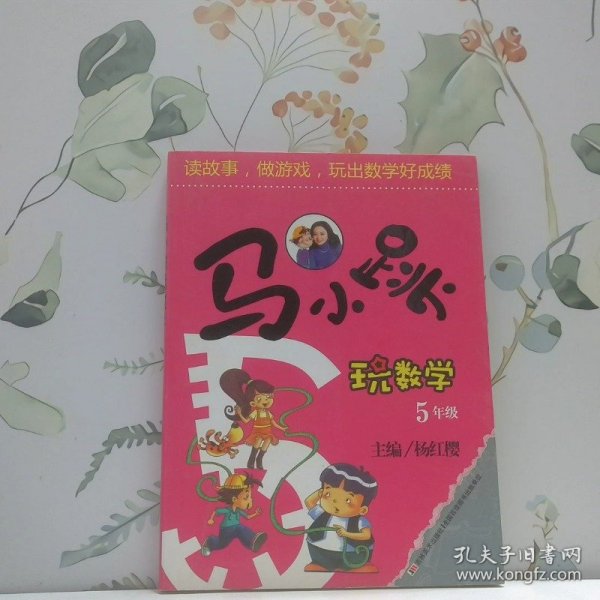 读故事，做游戏，玩出数学好成绩
马小跳
玩数学
5年级
主编/杨红樱
孔夫子旧书网
www.kongfz.com